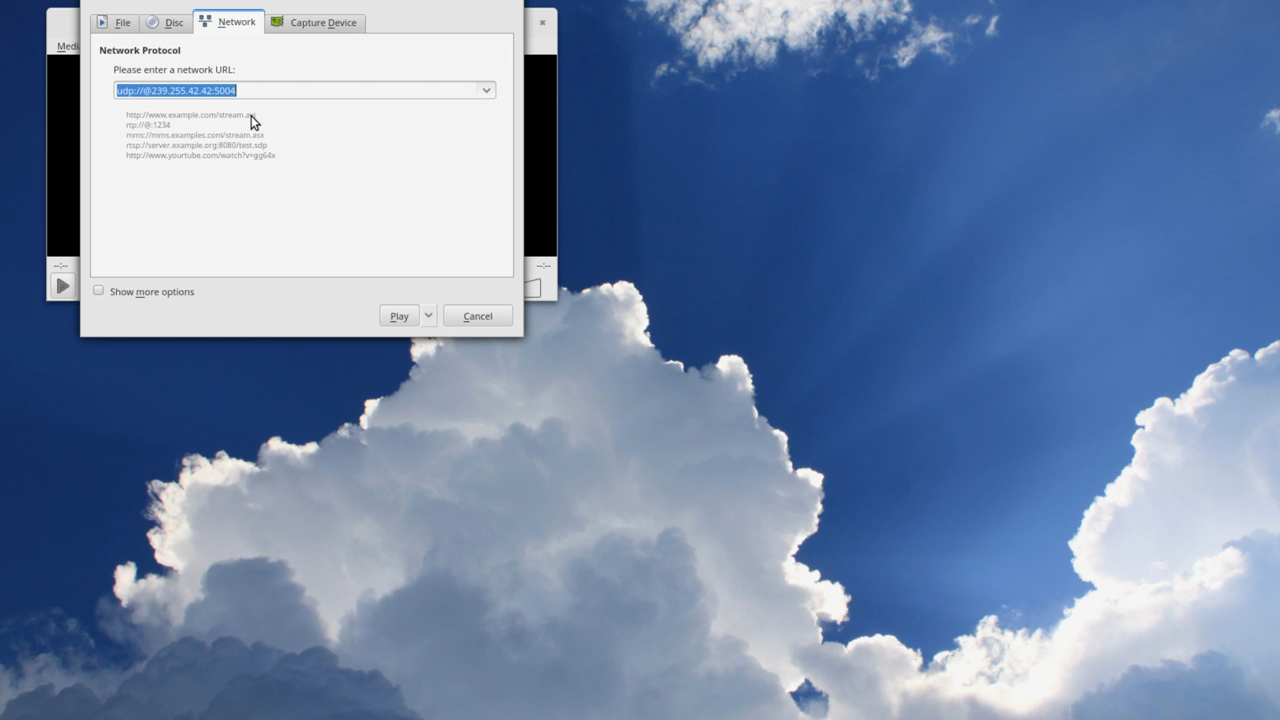 File Disc Network Capture Device
Network Protocol
Please enter a network URL:
udp://@239.255.42.42:5004
http://www.example.com/stream.avi
rtp://@:1234
mms://mms.examples.com/stream.asx
rtsp://server.example.org:8080/test.sdp
http://www.yourtube.com/watch?v=gg64x
--:-- --:--
Show more options
Play Cancel